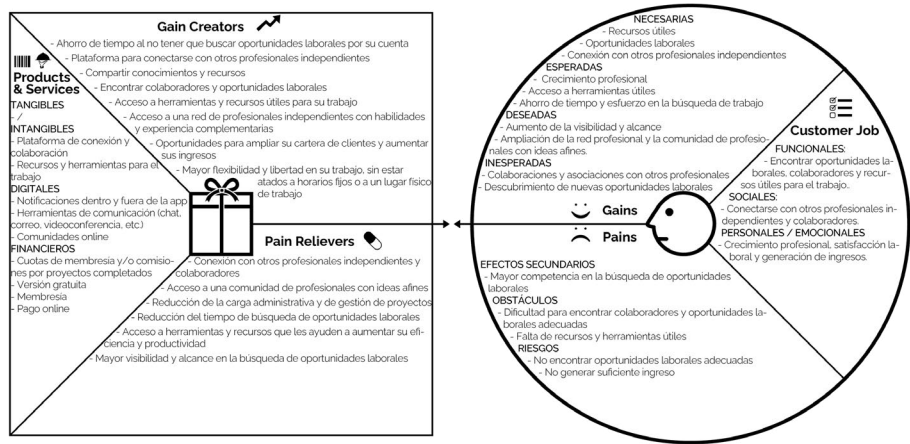 Gain Creators
- Ahorro de tiempo al no tener que buscar oportunidades laborales por su cuenta
- Plataforma para conectarse con otros profesionales independientes
- Compartir conocimientos y recursos
- Encontrar colaboradores y oportunidades laborales
- Acceso a herramientas y recursos útiles para su trabajo
- Acceso a una red de profesionales independientes con habilidades
y experiencia complementarias
- Oportunidades para ampliar su cartera de clientes y aumentar
sus ingresos
- Mayor flexibilidad y libertad en su trabajo, sin estar
atados a horarios fijos o a un lugar físico
de trabajo
Products
& Services
TANGIBLES
- /
INTANGIBLES
- Plataforma de conexión y
colaboración
- Recursos y herramientas para el
trabajo
DIGITALES
- Notificaciones dentro y fuera de la app
- Herramientas de comunicación (chat,
correo, videoconferencia, etc.)
- Comunidades online
FINANCIEROS
- Cuotas de membresía y/o comisio-
nes por proyectos completados
- Versión gratuita
- Membresía
- Pago online
Pain Relievers
- Conexión con otros profesionales independientes y
colaboradores
- Acceso a una comunidad de profesionales con ideas afines
- Reducción de la carga administrativa y de gestión de proyectos
- Reducción del tiempo de búsqueda de oportunidades laborales
- Acceso a herramientas y recursos que les ayuden a aumentar su efi-
ciencia y productividad
- Mayor visibilidad y alcance en la búsqueda de oportunidades laborales
NECESARIAS
- Recursos útiles
- Oportunidades laborales
- Conexión con otros profesionales independientes
ESPERADAS
- Crecimiento profesional
- Acceso a herramientas útiles
- Ahorro de tiempo y esfuerzo en la búsqueda de trabajo
DESEADAS
- Aumento de la visibilidad y alcance
- Ampliación de la red profesional y la comunidad de profesio-
nales con ideas afines.
INESPERADAS
- Colaboraciones y asociaciones con otros profesionales
- Descubrimiento de nuevas oportunidades laborales
Gains
Pains
EFECTOS SECUNDARIOS
- Mayor competencia en la búsqueda de oportunidades
laborales
OBSTÁCULOS
- Dificultad para encontrar colaboradores y oportunidades la-
borales adecuadas
- Falta de recursos y herramientas útiles
RIESGOS
- No encontrar oportunidades laborales adecuadas
- No generar suficiente ingreso
Customer Job
FUNCIONALES:
- Encontrar oportunidades la-
borales, colaboradores y recur-
sos útiles para el trabajo.
SOCIALES:
- Conectarse con otros profesionales in-
dependientes y colaboradores.
PERSONALES / EMOCIONALES
- Crecimiento profesional, satisfacción la-
boral y generación de ingresos.